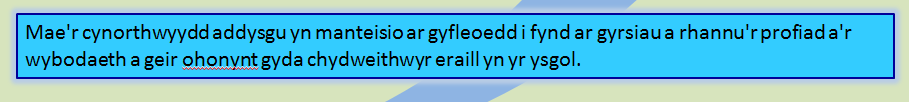 Mae'r cynorthwyydd addysgu yn manteisio ar gyfleoedd i fynd ar gyrsiau a rhannu'r profiad a'r
wybodaeth a geir ohonynt gyda chydweithwyr eraill yn yr ysgol.